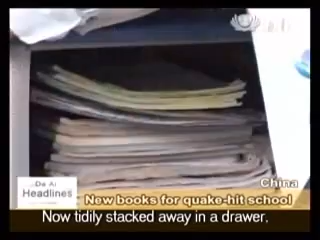 China
Da Ai
Headlines
New books for quake-hit school
Now tidily stacked away in a drawer.